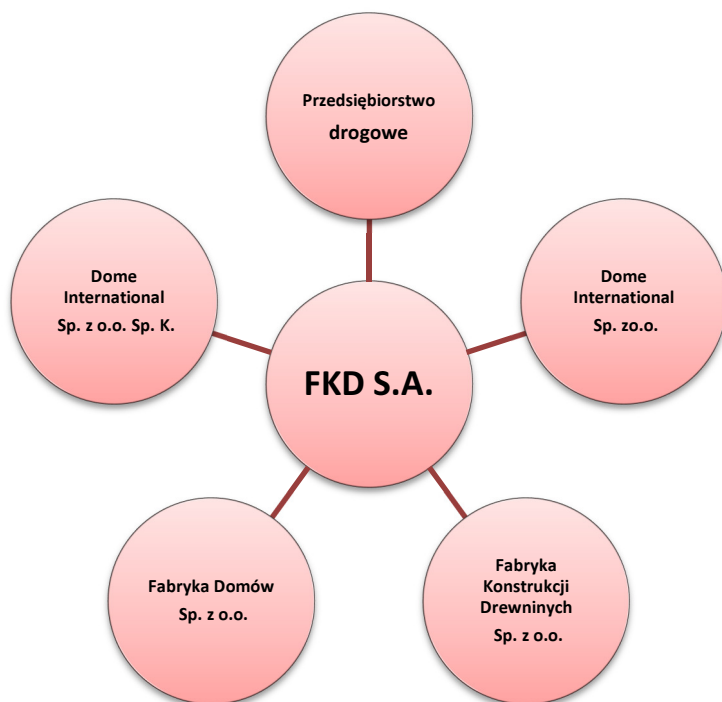 Przedsiębiorstwo
drogowe
Dome
International
Sp. z o.o. Sp. K.
Dome
International
Sp. zo.o.
FKD S.A.
Fabryka Domów
Sp. z o.o.
Fabryka
Konstrukcji
Drewninych
Sp. z o.o.